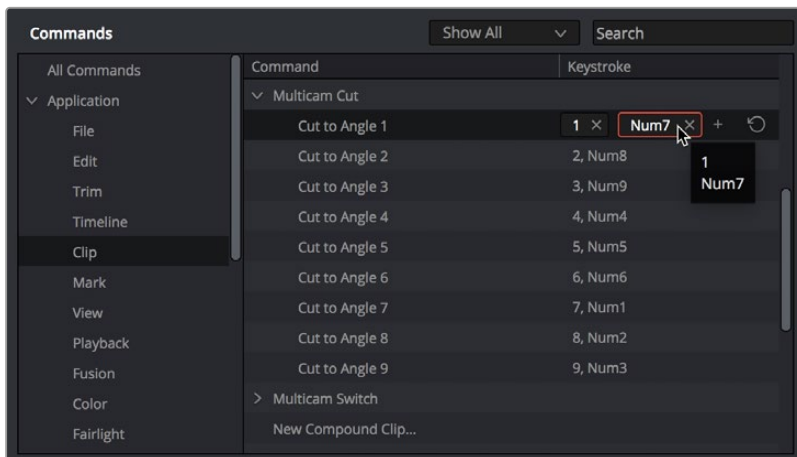 Commands
Show All
Search
All Commands
Application
File
Edit
Trim
Timeline
Clip
Mark
View
Playback
Fusion
Color
Fairlight
Command Keystroke
Multicam Cut
Cut to Angle 1 1 Num7
Cut to Angle 2 2, Num8
Cut to Angle 3 3, Num9
Cut to Angle 4 4, Num4
Cut to Angle 5 5, Num5
Cut to Angle 6 6, Num6
Cut to Angle 7 7, Num1
Cut to Angle 8 8, Num2
Cut to Angle 9 9, Num3
Multicam Switch
New Compound Clip...
1
Num7